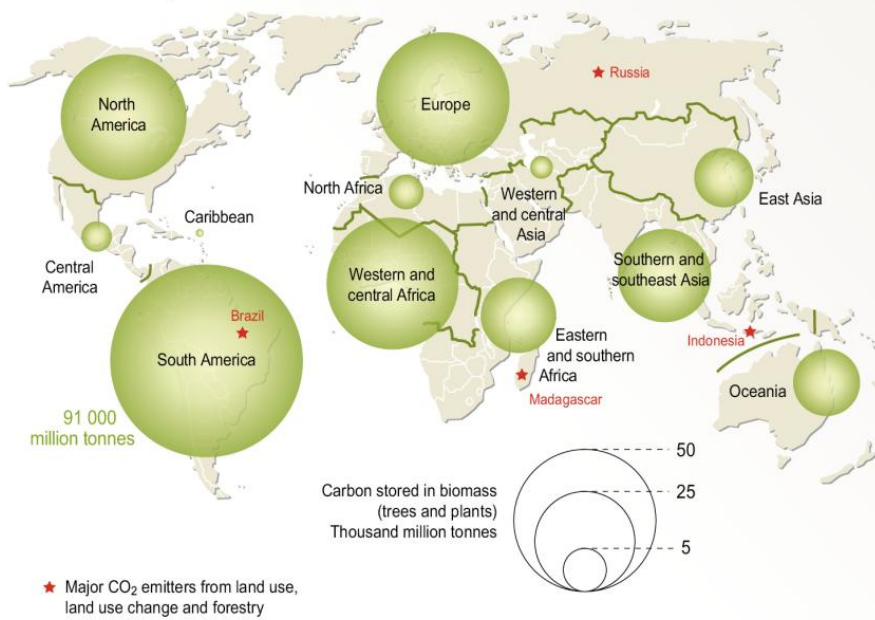 North
America
Europe
Russia
North Africa
Western
and central
Asia
East Asia
Caribbean
Central
America
Western and
central Africa
Southern and
southeast Asia
Brazil
South America
Eastern
and southern
Africa
Indonesia
Madagascar
Oceania
91 000
million tonnes
Carbon stored in biomass
(trees and plants)
Thousand million tonnes
50
25
5
Major CO₂ emitters from land use,
land use change and forestry